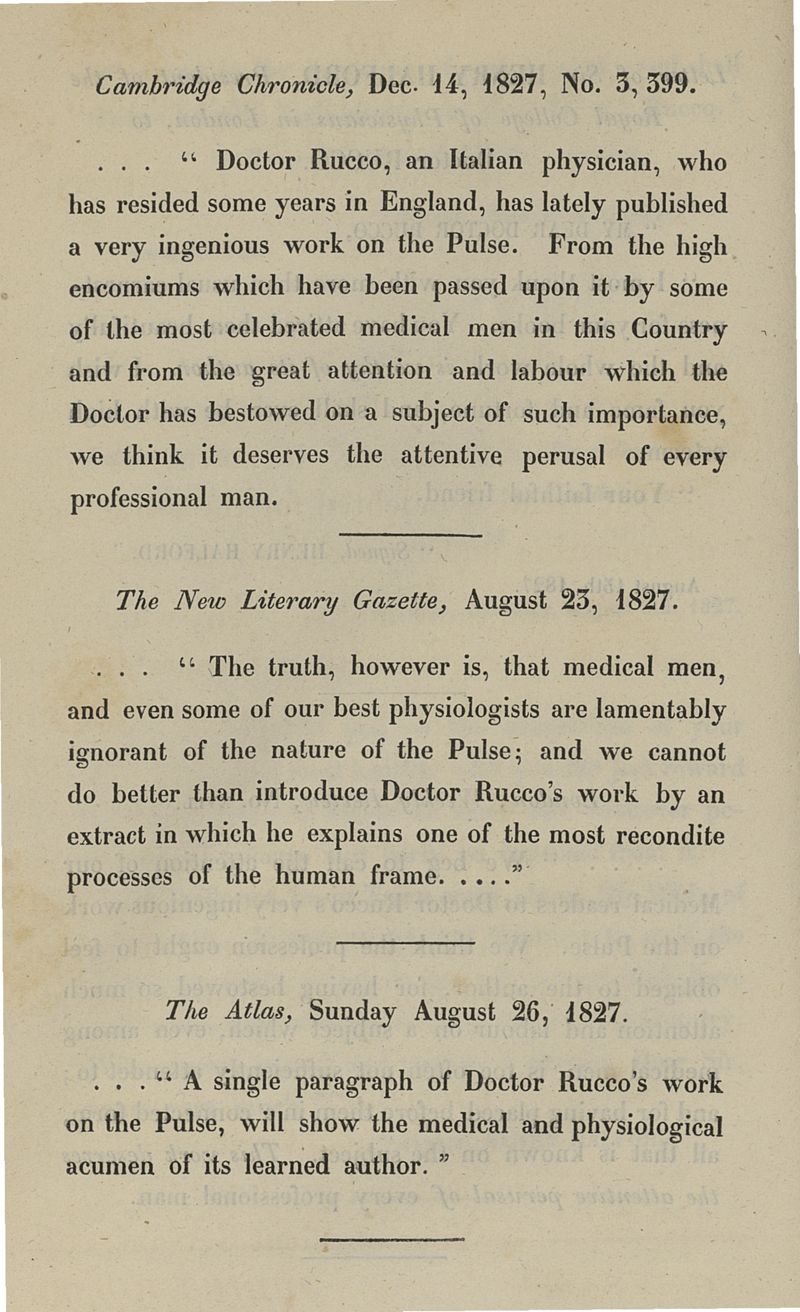 Cambridge Chronicle, Dec. 14, 1827, No. 3,399.
. . . “ Doctor Rucco, an Italian physician, who
has resided some years in England, has lately published
a very ingenious work on the Pulse. From the high
encomiums which have been passed upon it by some
of the most celebrated medical men in this Country
and from the great attention and labour which the
Doctor has bestowed on a subject of such importance,
we think it deserves the attentive perusal of every
professional man.
The New Literary Gazette, August 23, 1827.
. . . “ The truth, however is, that medical men,
and even some of our best physiologists are lamentably
ignorant of the nature of the Pulse; and we cannot
do better than introduce Doctor Rucco's work by an
extract in which he explains one of the most recondite
processes of the human frame. . . . .”
The Atlas, Sunday August 26, 1827.
. . . “ A single paragraph of Doctor Rucco's work
on the Pulse, will show the medical and physiological
acumen of its learned author. ”